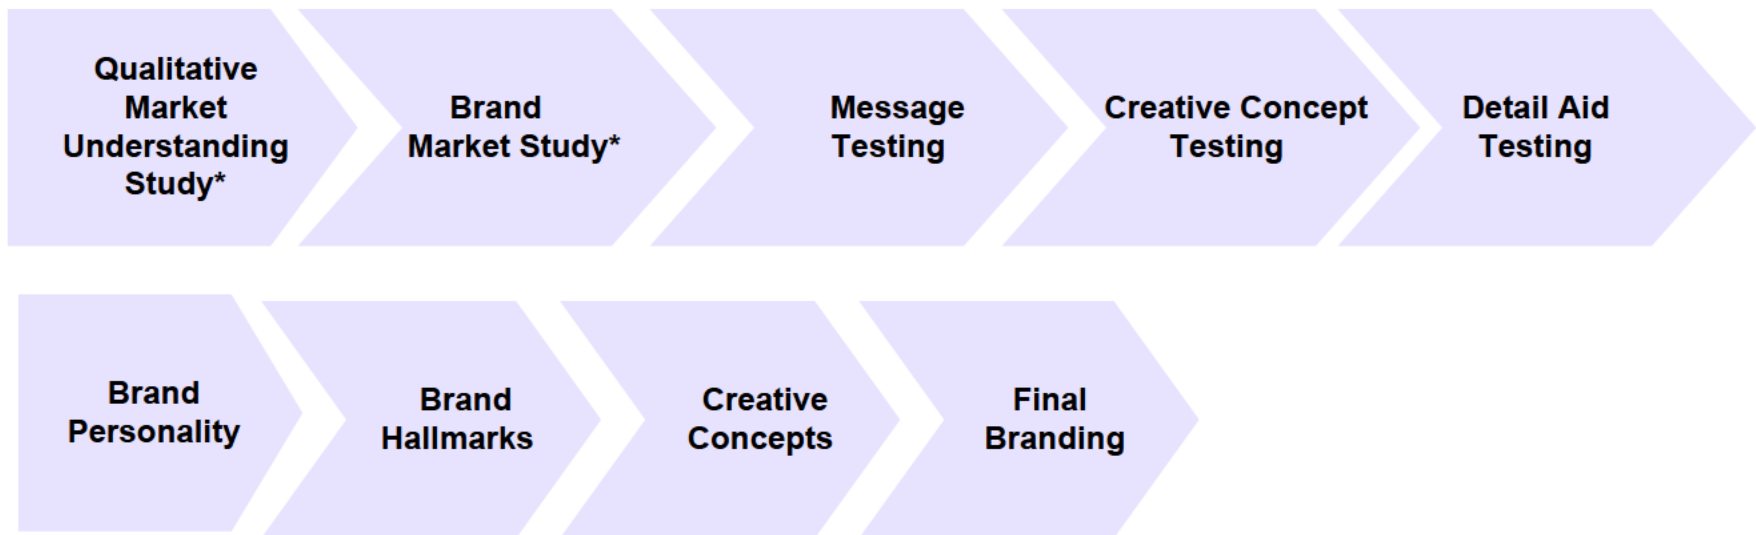 Qualitative
Market
Understanding
Study*
Brand
Market Study*
Message
Testing
Creative Concept
Testing
Detail Aid
Testing
Brand
Personality
Brand
Hallmarks
Creative
Concepts
Final
Branding